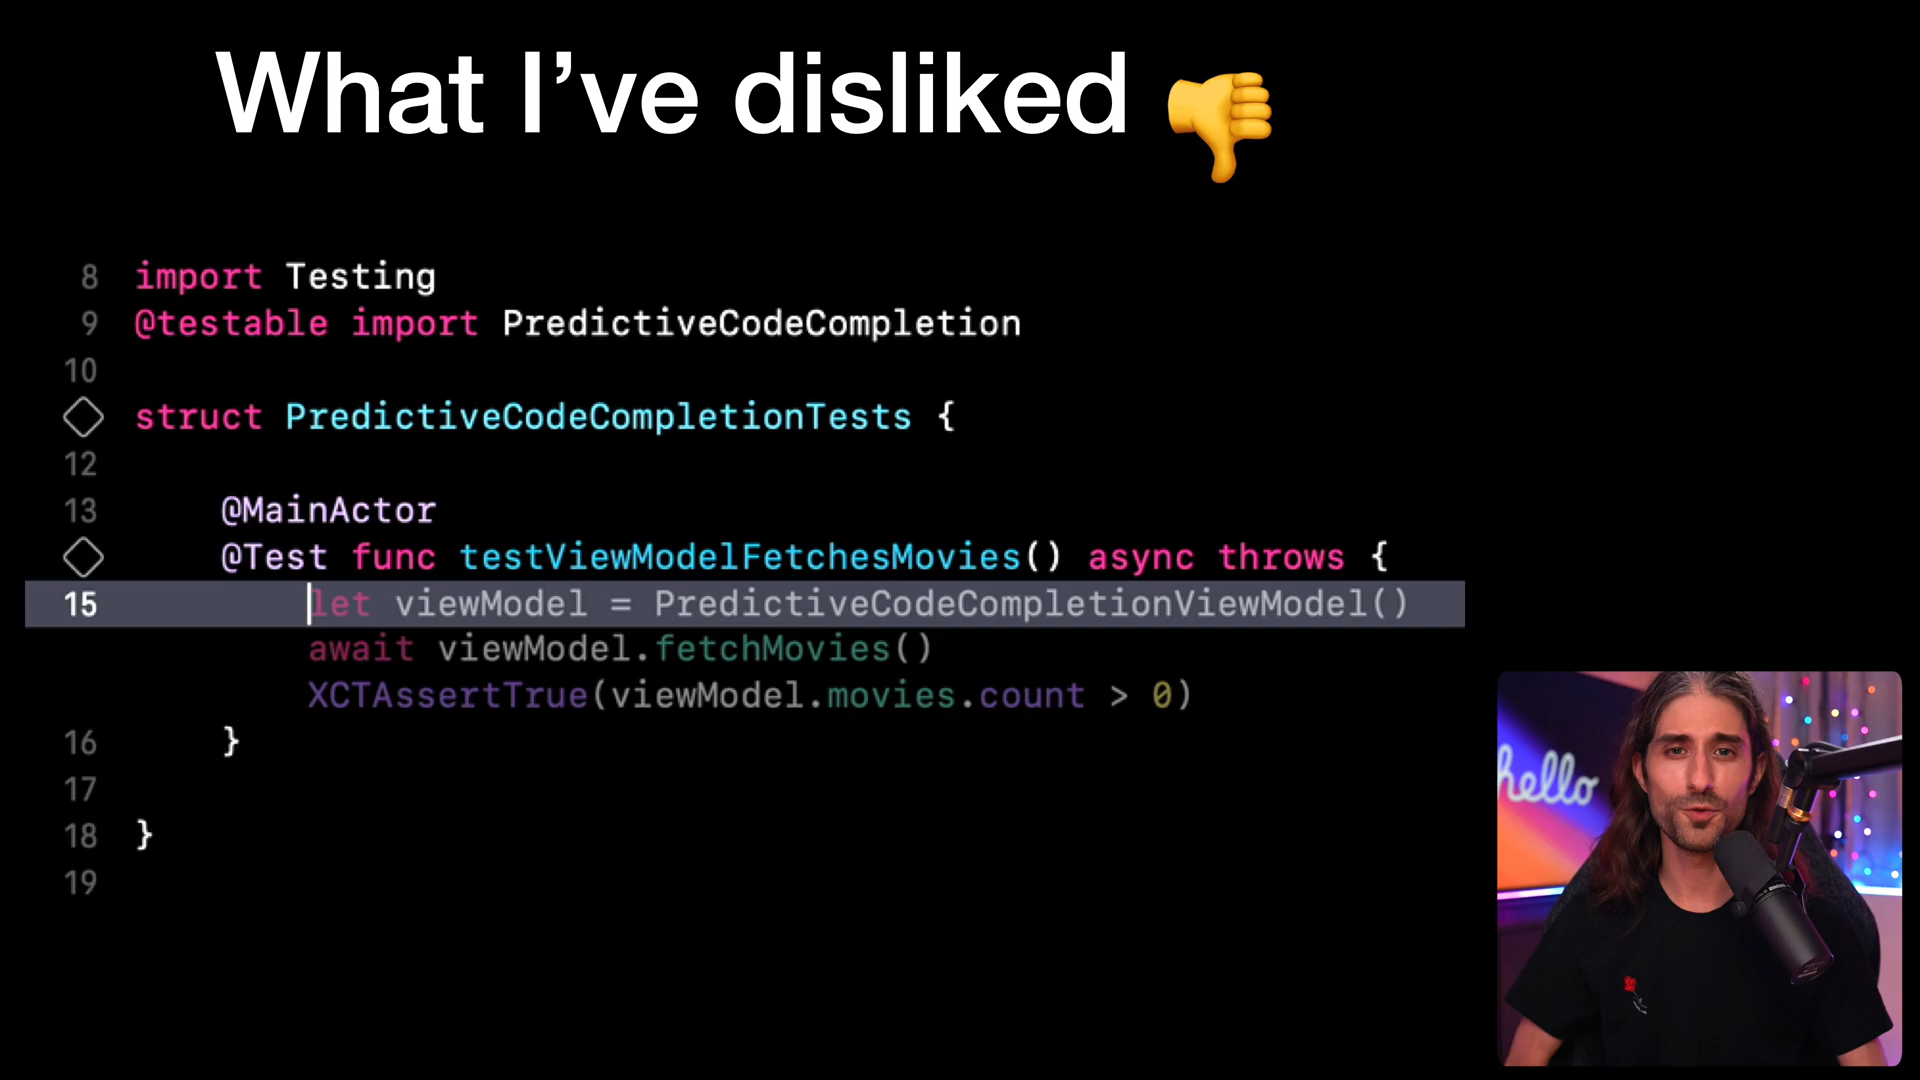 What I’ve disliked 👎
8 import Testing
9 @testable import PredictiveCodeCompletion
10
struct PredictiveCodeCompletionTests {
12
13 @MainActor
@Test func testViewModelFetchesMovies() async throws {
15 let viewModel = PredictiveCodeCompletionViewModel()
await viewModel.fetchMovies()
XCTAssertTrue(viewModel.movies.count > 0)
16 }
17
18 }
19
hello